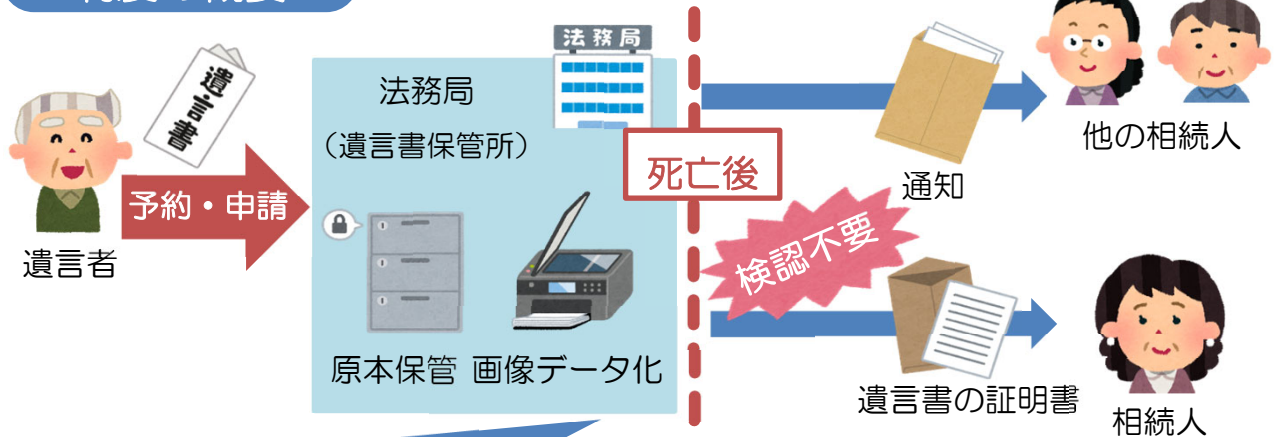 遺言書
法務局
法務局
（遺言書保管所）
予約・申請
遺言者
原本保管 画像データ化
死亡後
通知
他の相続人
検認不要
遺言書の証明書
相続人